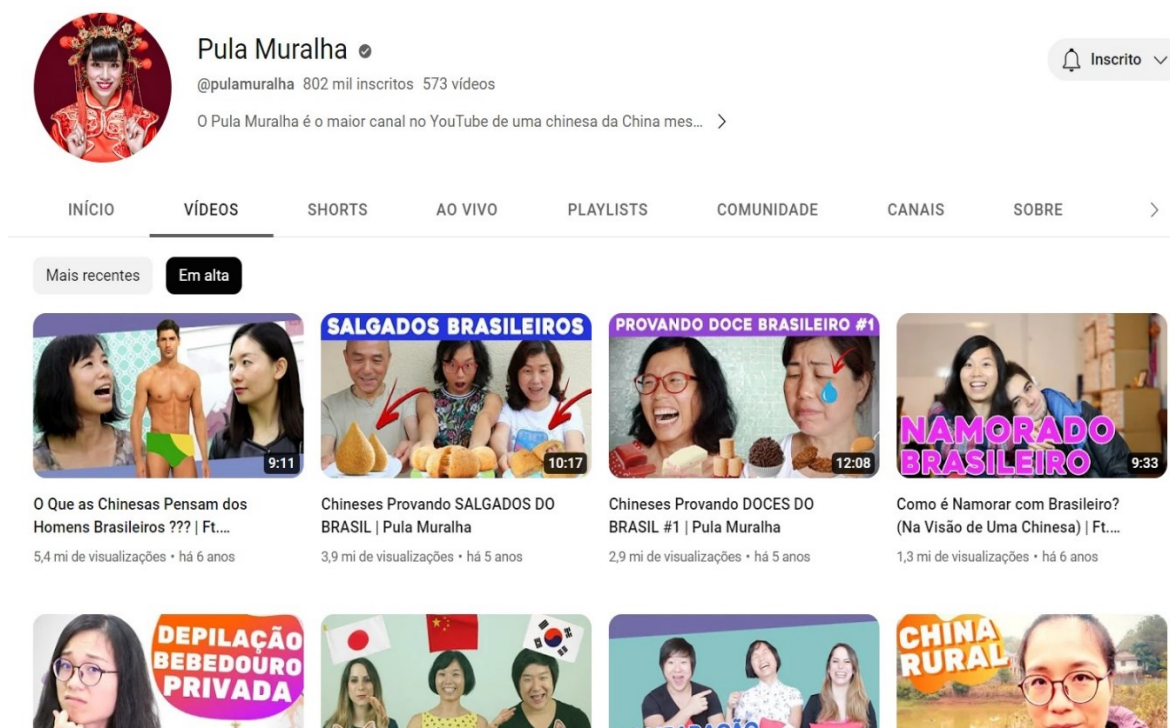 Pula Muralha
@pulamuralha 802 mil inscritos 573 vídeos
Inscrito
O Pula Muralha é o maior canal no YouTube de uma chinesa da China mes...
INÍCIO VÍDEOS SHORTS AO VIVO PLAYLISTS COMUNIDADE CANAIS SOBRE
Mais recentes Em alta
9:11
SALGADOS BRASILEIROS
10:17
PROVANDO DOCE BRASILEIRO #1
12:08
NAMORADO
BRASILEIRO
9:33
O Que as Chinesas Pensam dos
Homens Brasileiros ??? | Ft....
5,4 mi de visualizações • há 6 anos
Chineses Provando SALGADOS DO
BRASIL | Pula Muralha
3,9 mi de visualizações • há 5 anos
Chineses Provando DOCES DO
BRASIL #1 | Pula Muralha
2,9 mi de visualizações • há 5 anos
Como é Namorar com Brasileiro?
(Na Visão de Uma Chinesa) | Ft....
1,3 mi de visualizações • há 6 anos
DEPILAÇÃO
BEBEDOURO
PRIVADA
CHINA
RURAL